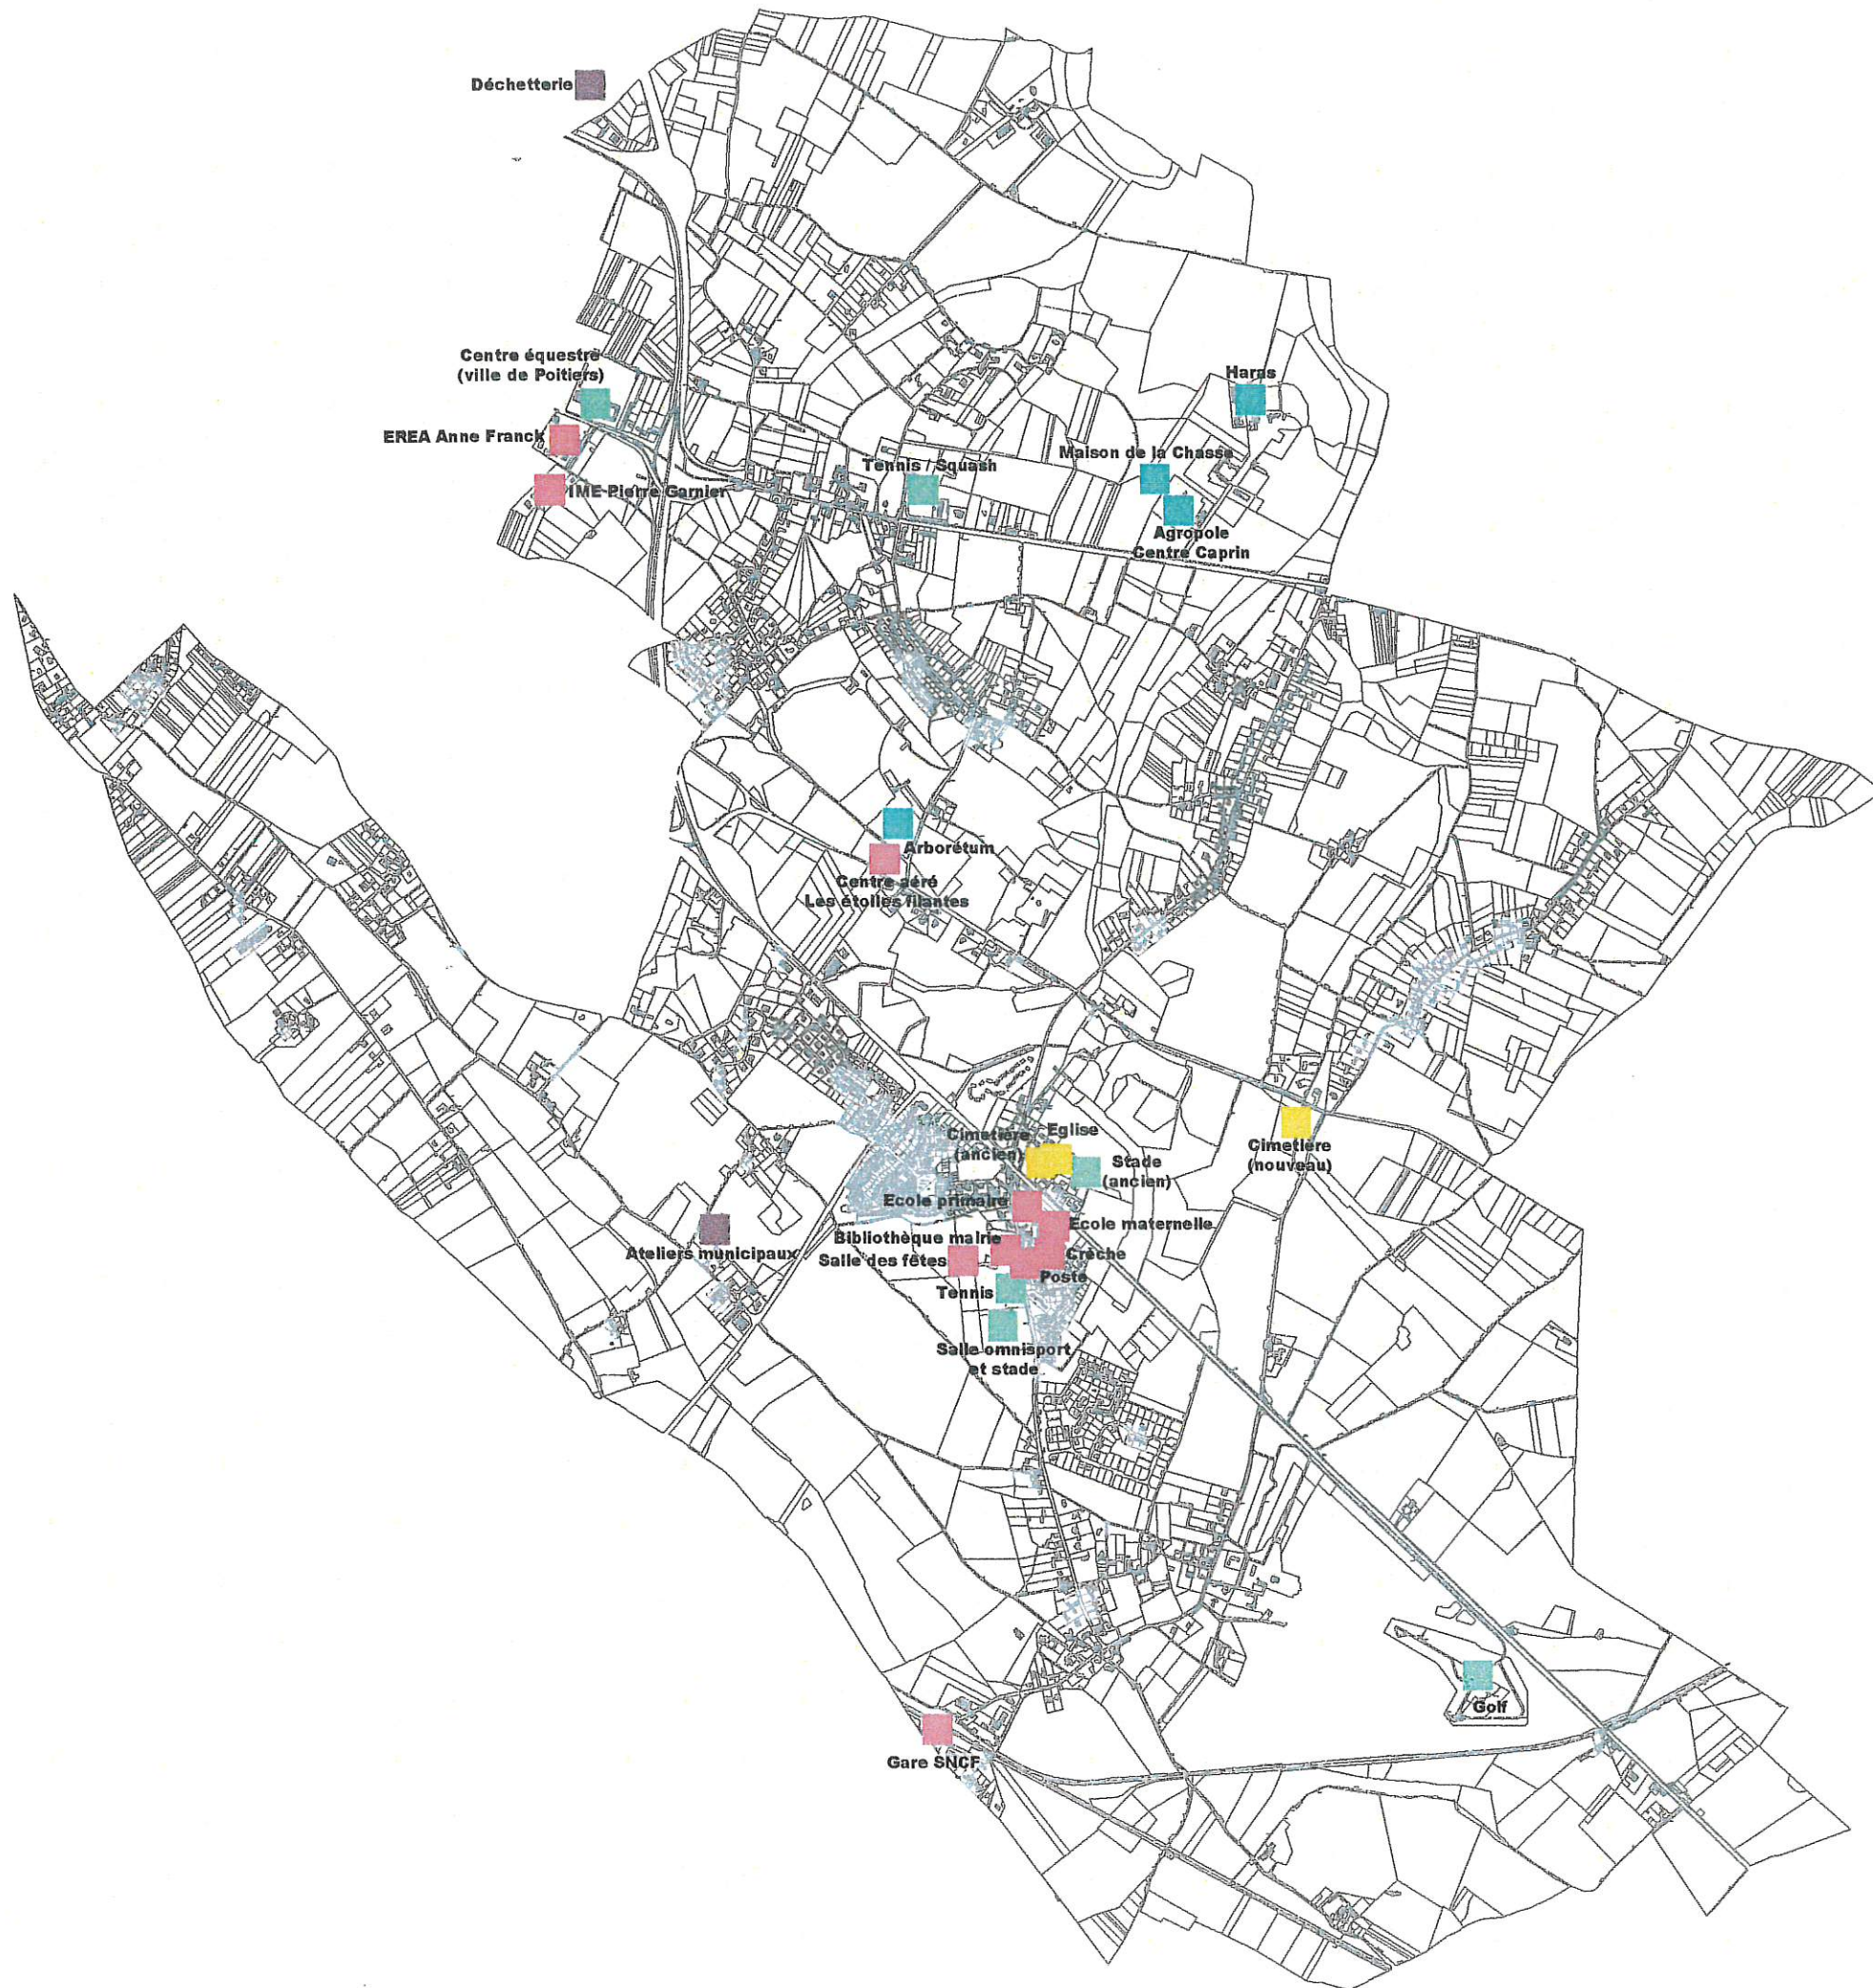 Déchetterie
Centre équestre
(ville de Poitiers)
Haras
EREA Anne Franck
Maison de la Chasse
Tennis / Squash
IME Pierre Garnier
Agropole
Centre Caprin
Arborétum
Centre aéré
Les étoiles filantes
Cimetière
(ancien)
Eglise
Stade
(ancien)
Cimetière
(nouveau)
Ecole primaire
Ecole maternelle
Bibliothèque mairie
Ateliers municipaux
Salle des fêtes
Crèche
Poste
Tennis
Salle omnisport
et stade
Golf
Gare SNCF